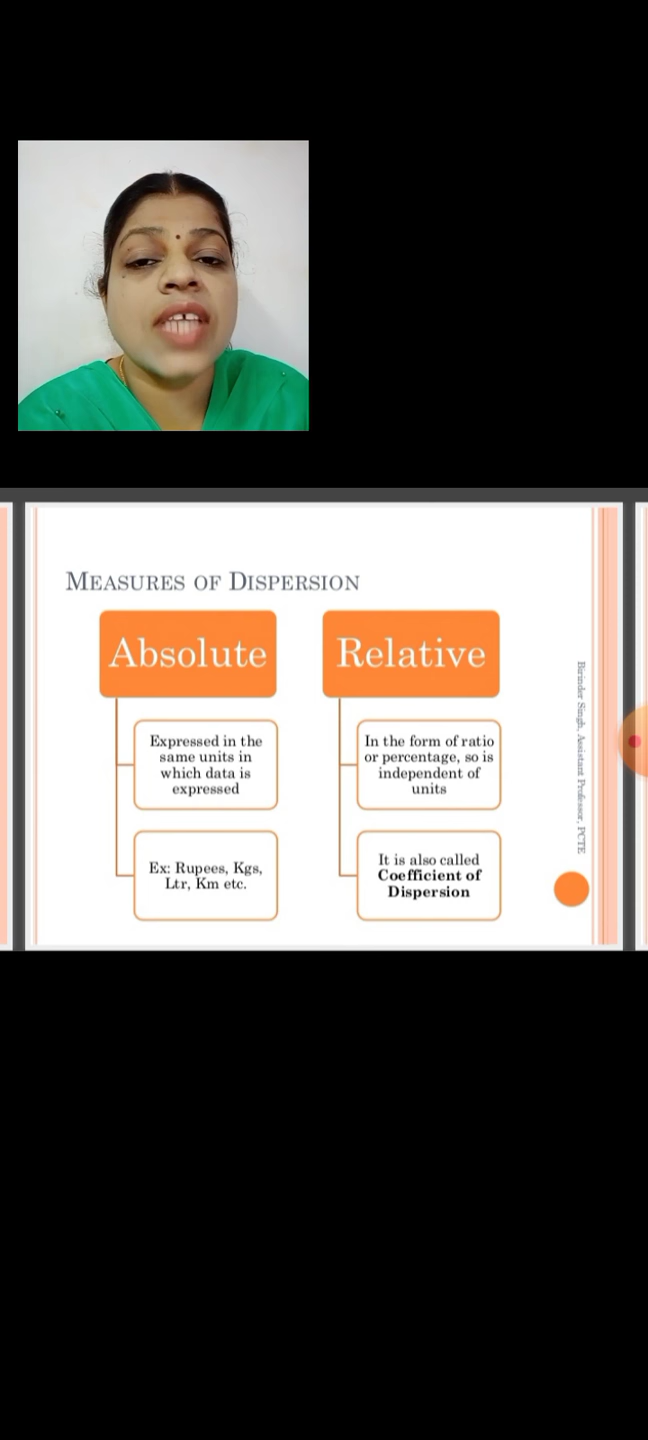 MEASURES OF DISPERSION
Absolute
Expressed in the
same units in
which data is
expressed
Ex: Rupees, Kgs,
Ltr, Km etc.
Relative
In the form of ratio
or percentage, so is
independent of
units
It is also called
Coefficient of
Dispersion
Birinder Singh, Assistant Professor, PCTE